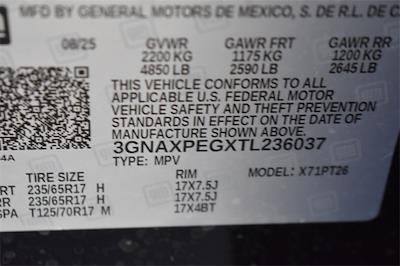 MFD BY GENERAL MOTORS DE MEXICO, S. DE R.L. DE C.
08/25 GVWR GAWR FRT GAWR RR
2200 KG 1175 KG 1200 KG
4850 LB 2590 LB 2645 LB
THIS VEHICLE CONFORMS TO ALL
APPLICABLE U.S. FEDERAL MOTOR
VEHICLE SAFETY AND THEFT PREVENTION
STANDARDS IN EFFECT ON THE DATE OF
MANUFACTURE SHOWN ABOVE.
3GNAXPEGXTL236037
TYPE: MPV MODEL: X71PT26
TIRE SIZE RIM
RT 235/65R17 H 17X7.5J
235/65R17 H 17X7.5J
SPA T125/70R17 M 17X4BT